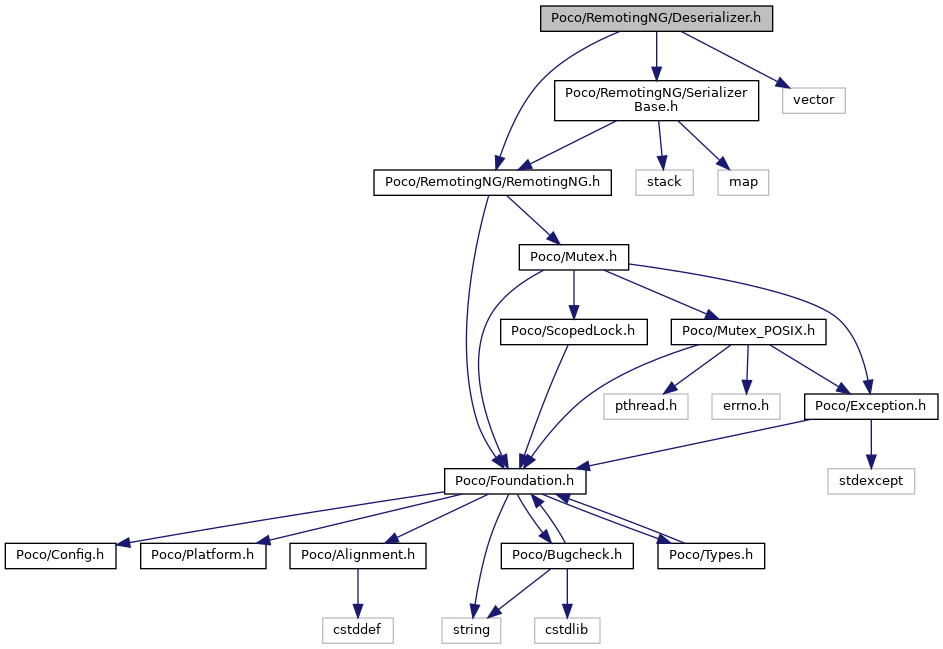 Poco/RemotingNG/Deserializer.h
Poco/RemotingNG/Serializer
Base.h
vector
Poco/RemotingNG/RemotingNG.h
stack
map
Poco/Mutex.h
Poco/ScopedLock.h
Poco/Mutex_POSIX.h
pthread.h
errno.h
Poco/Exception.h
Poco/Foundation.h
stdexcept
Poco/Config.h
Poco/Platform.h
Poco/Alignment.h
Poco/Bugcheck.h
Poco/Types.h
cstddef
string
cstdlib